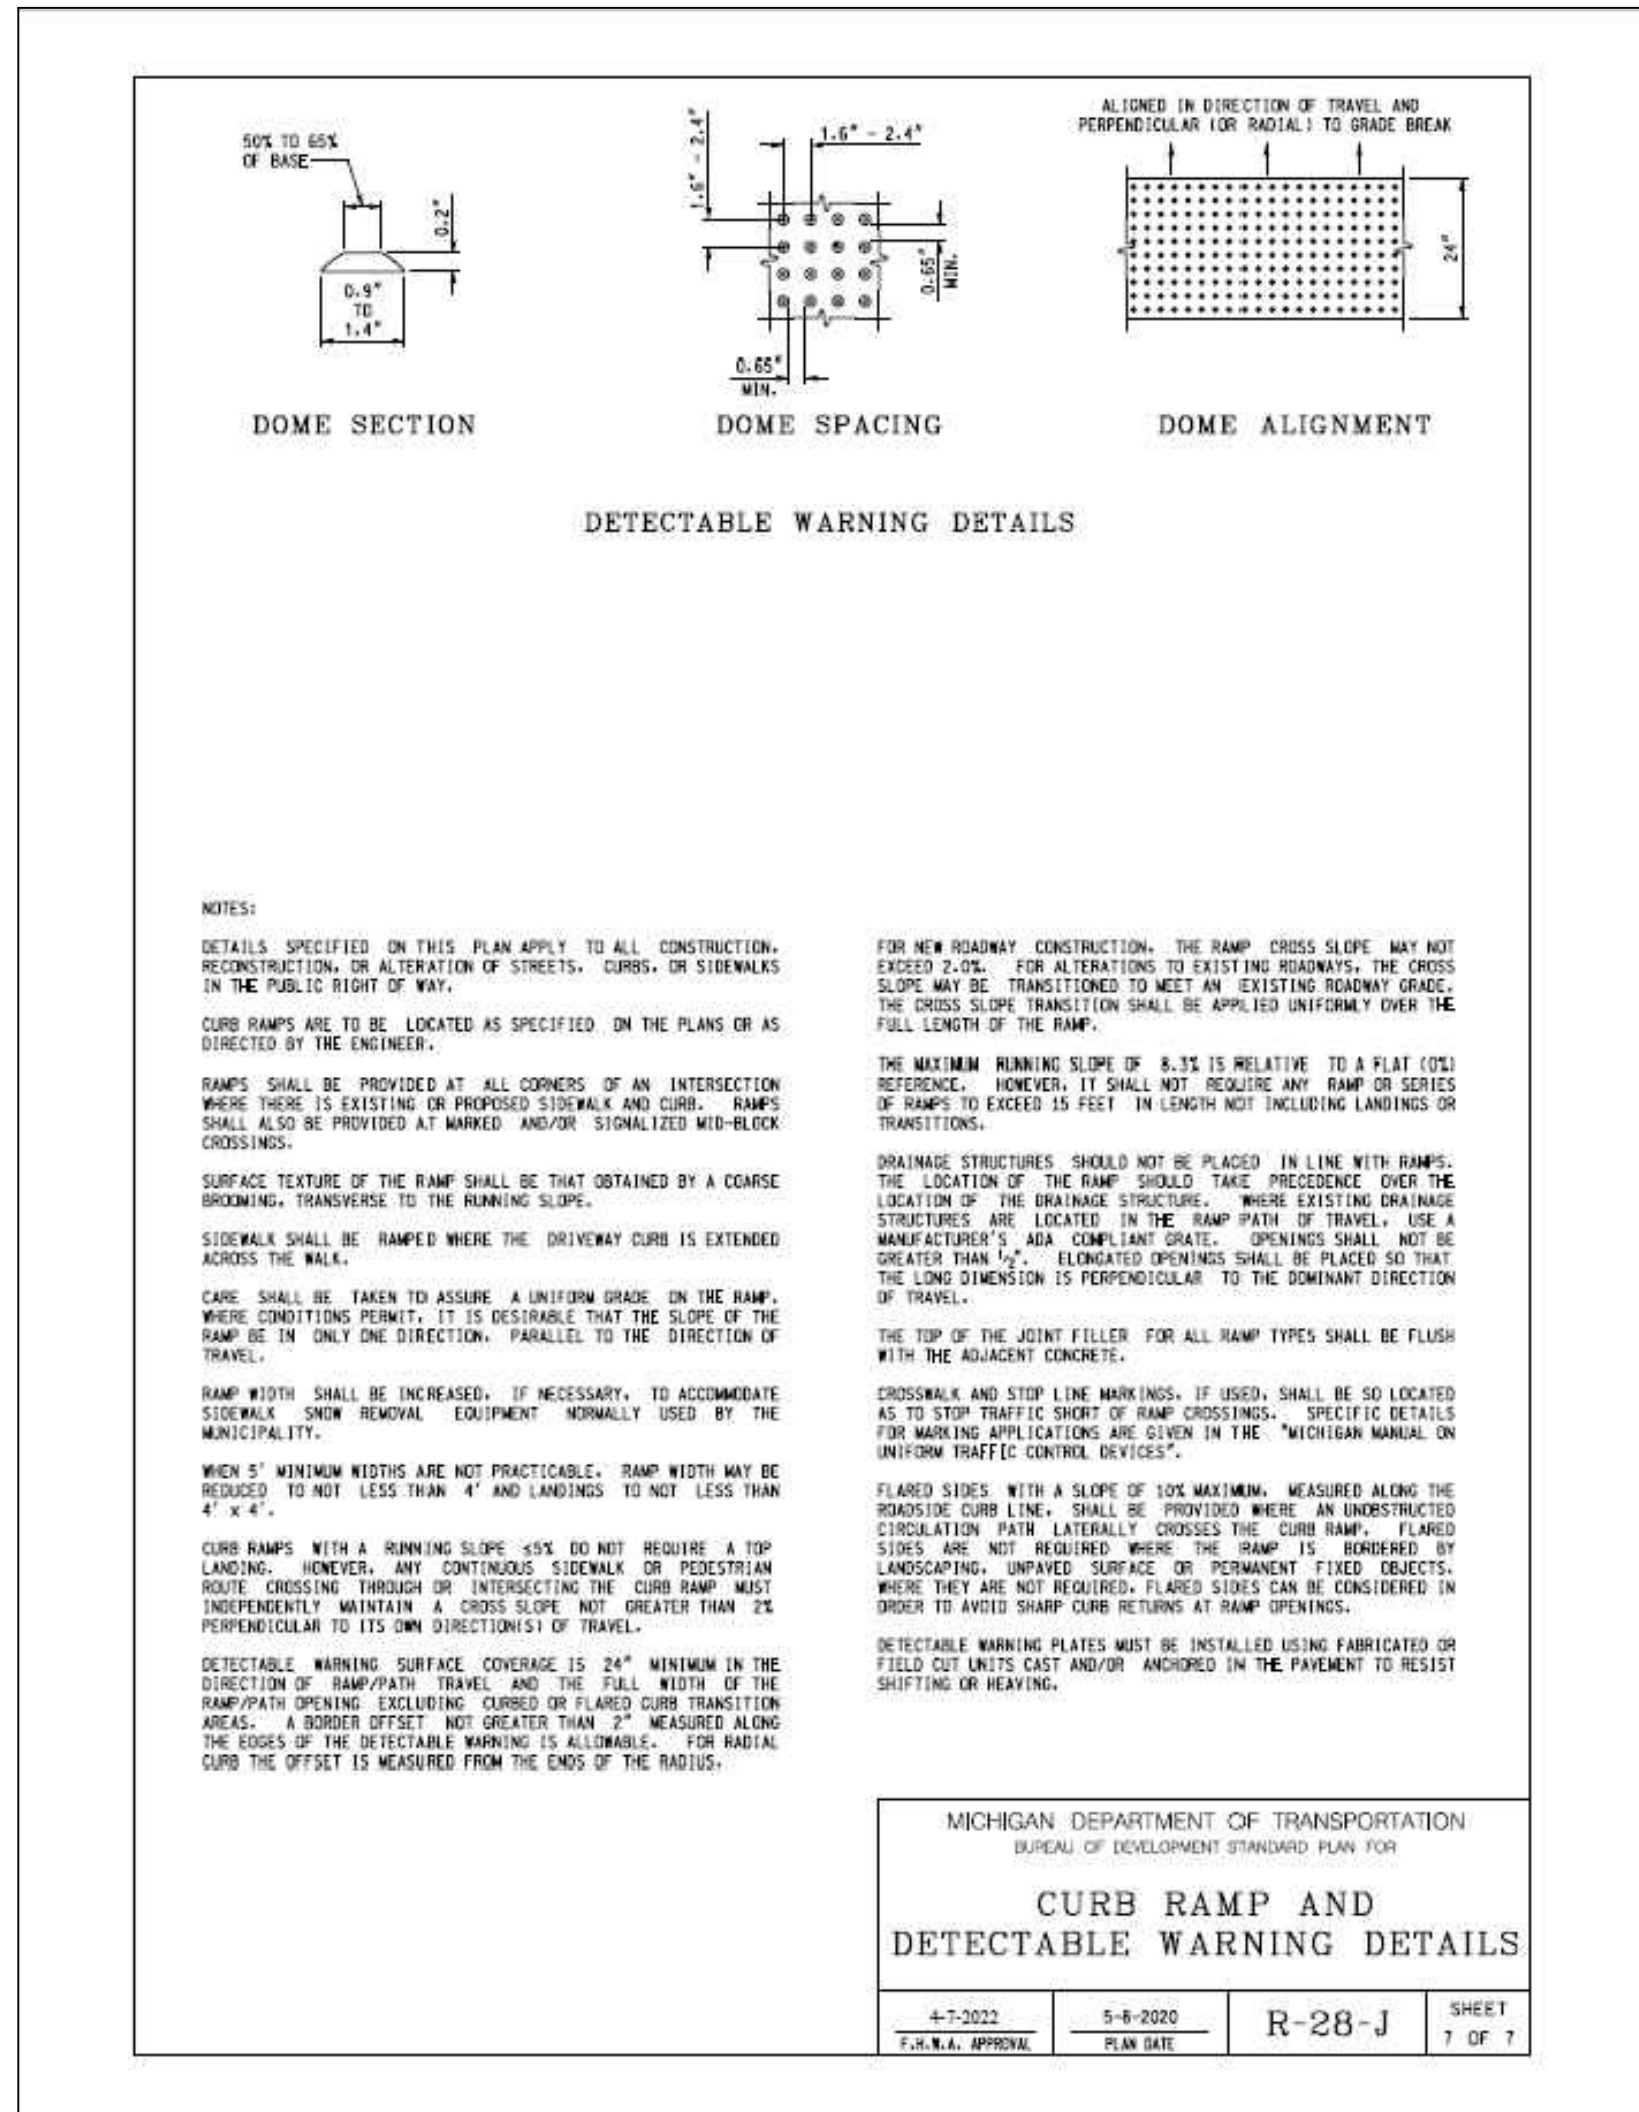 50% TO 65%
OF BASE
0.2"
0.9"
TO
1.4"
DOME SECTION
1.6" - 2.4"
1.6" - 2.4"
0.65"
MIN.
0.65"
MIN.
DOME SPACING
ALIGNED IN DIRECTION OF TRAVEL AND
PERPENDICULAR (OR RADIAL) TO GRADE BREAK
24"
DOME ALIGNMENT
DETECTABLE WARNING DETAILS
NOTES:
DETAILS SPECIFIED ON THIS PLAN APPLY TO ALL CONSTRUCTION,
RECONSTRUCTION, OR ALTERATION OF STREETS, CURBS, OR SIDEWALKS
IN THE PUBLIC RIGHT OF WAY.
CURB RAMPS ARE TO BE LOCATED AS SPECIFIED ON THE PLANS OR AS
DIRECTED BY THE ENGINEER.
RAMPS SHALL BE PROVIDED AT ALL CORNERS OF AN INTERSECTION
WHERE THERE IS EXISTING OR PROPOSED SIDEWALK AND CURB. RAMPS
SHALL ALSO BE PROVIDED AT MARKED AND/OR SIGNALIZED MID-BLOCK
CROSSINGS.
SURFACE TEXTURE OF THE RAMP SHALL BE THAT OBTAINED BY A COARSE
BROOMING, TRANSVERSE TO THE RUNNING SLOPE.
SIDEWALK SHALL BE RAMPED WHERE THE DRIVEWAY CURB IS EXTENDED
ACROSS THE WALK.
CARE SHALL BE TAKEN TO ASSURE A UNIFORM GRADE ON THE RAMP.
WHERE CONDITIONS PERMIT, IT IS DESIRABLE THAT THE SLOPE OF THE
RAMP BE IN ONLY ONE DIRECTION, PARALLEL TO THE DIRECTION OF
TRAVEL.
RAMP WIDTH SHALL BE INCREASED, IF NECESSARY, TO ACCOMMODATE
SIDEWALK SNOW REMOVAL EQUIPMENT NORMALLY USED BY THE
MUNICIPALITY.
WHEN 5' MINIMUM WIDTHS ARE NOT PRACTICABLE, RAMP WIDTH MAY BE
REDUCED TO NOT LESS THAN 4' AND LANDINGS TO NOT LESS THAN
4' x 4'.
CURB RAMPS WITH A RUNNING SLOPE ≤5% DO NOT REQUIRE A TOP
LANDING. HOWEVER, ANY CONTINUOUS SIDEWALK OR PEDESTRIAN
ROUTE CROSSING THROUGH OR INTERSECTING THE CURB RAMP MUST
INDEPENDENTLY MAINTAIN A CROSS SLOPE NOT GREATER THAN 2%
PERPENDICULAR TO ITS OWN DIRECTION(S) OF TRAVEL.
DETECTABLE WARNING SURFACE COVERAGE IS 24" MINIMUM IN THE
DIRECTION OF RAMP/PATH TRAVEL AND THE FULL WIDTH OF THE
RAMP/PATH OPENING EXCLUDING CURBED OR FLARED CURB TRANSITION
AREAS. A BORDER OFFSET NOT GREATER THAN 2" MEASURED ALONG
THE EDGES OF THE DETECTABLE WARNING IS ALLOWABLE. FOR RADIAL
CURB THE OFFSET IS MEASURED FROM THE ENDS OF THE RADIUS.
FOR NEW ROADWAY CONSTRUCTION, THE RAMP CROSS SLOPE MAY NOT
EXCEED 2.0%. FOR ALTERATIONS TO EXISTING ROADWAYS, THE CROSS
SLOPE MAY BE TRANSITIONED TO MEET AN EXISTING ROADWAY GRADE.
THE CROSS SLOPE TRANSITION SHALL BE APPLIED UNIFORMLY OVER THE
FULL LENGTH OF THE RAMP.
THE MAXIMUM RUNNING SLOPE OF 8.3% IS RELATIVE TO A FLAT (0%)
REFERENCE. HOWEVER, IT SHALL NOT REQUIRE ANY RAMP OR SERIES
OF RAMPS TO EXCEED 15 FEET IN LENGTH NOT INCLUDING LANDINGS OR
TRANSITIONS.
DRAINAGE STRUCTURES SHOULD NOT BE PLACED IN LINE WITH RAMPS.
THE LOCATION OF THE RAMP SHOULD TAKE PRECEDENCE OVER THE
LOCATION OF THE DRAINAGE STRUCTURE. WHERE EXISTING DRAINAGE
STRUCTURES ARE LOCATED IN THE RAMP PATH OF TRAVEL, USE A
MANUFACTURER'S ADA COMPLIANT GRATE. OPENINGS SHALL NOT BE
GREATER THAN ½". ELONGATED OPENINGS SHALL BE PLACED SO THAT
THE LONG DIMENSION IS PERPENDICULAR TO THE DOMINANT DIRECTION
OF TRAVEL.
THE TOP OF THE JOINT FILLER FOR ALL RAMP TYPES SHALL BE FLUSH
WITH THE ADJACENT CONCRETE.
CROSSWALK AND STOP LINE MARKINGS, IF USED, SHALL BE SO LOCATED
AS TO STOP TRAFFIC SHORT OF RAMP CROSSINGS. SPECIFIC DETAILS
FOR MARKING APPLICATIONS ARE GIVEN IN THE "MICHIGAN MANUAL ON
UNIFORM TRAFFIC CONTROL DEVICES".
FLARED SIDES WITH A SLOPE OF 10% MAXIMUM, MEASURED ALONG THE
ROADSIDE CURB LINE, SHALL BE PROVIDED WHERE AN UNOBSTRUCTED
CIRCULATION PATH LATERALLY CROSSES THE CURB RAMP. FLARED
SIDES ARE NOT REQUIRED WHERE THE RAMP IS BORDERED BY
LANDSCAPING, UNPAVED SURFACE OR PERMANENT FIXED OBJECTS.
WHERE THEY ARE NOT REQUIRED, FLARED SIDES CAN BE CONSIDERED IN
ORDER TO AVOID SHARP CURB RETURNS AT RAMP OPENINGS.
DETECTABLE WARNING PLATES MUST BE INSTALLED USING FABRICATED OR
FIELD CUT UNITS CAST AND/OR ANCHORED IN THE PAVEMENT TO RESIST
SHIFTING OR HEAVING.
MICHIGAN DEPARTMENT OF TRANSPORTATION
BUREAU OF DEVELOPMENT STANDARD PLAN FOR
CURB RAMP AND
DETECTABLE WARNING DETAILS
4-7-2022
F.H.W.A. APPROVAL
5-6-2020
PLAN DATE
R-28-J
SHEET
7 OF 7